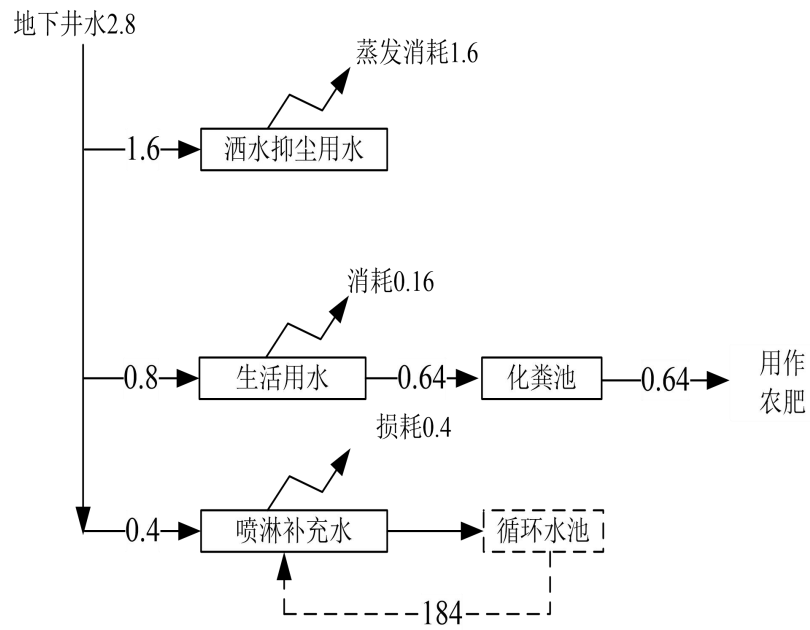 地下井水2.8
蒸发消耗1.6
1.6
洒水抑尘用水
消耗0.16
0.8
生活用水
0.64
化粪池
0.64
用作
农肥
损耗0.4
0.4
喷淋补充水
循环水池
184